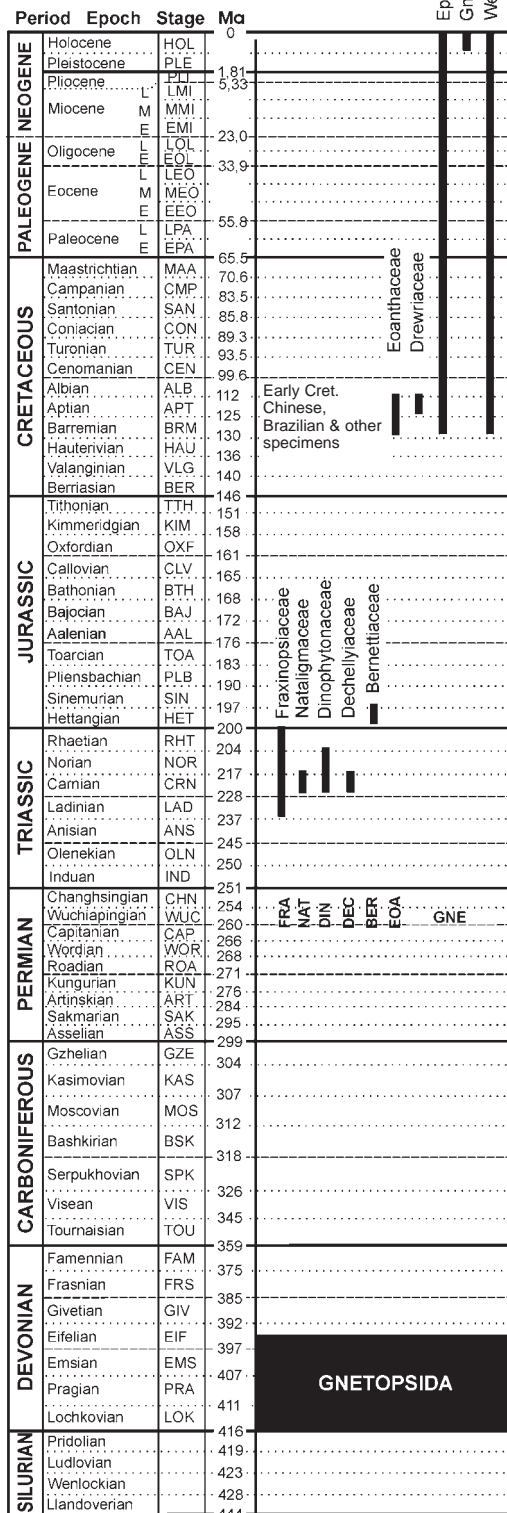 Period Epoch Stage Ma
Ep
Gn
We
NEOGENE
Holocene HOL 0
Pleistocene PLE
1.81
Pliocene PLI
5.33
Miocene
L LMI
M MMI
E EMI
23.0
PALEOGENE
Oligocene
L LOL
E EOL
33.9
Eocene
L LEO
M MEO
E EEO
55.8
Paleocene
L LPA
E EPA
65.5
CRETACEOUS
Maastrichtian MAA
70.6
Campanian CMP
83.5
Santonian SAN
85.8
Coniacian CON
89.3
Turonian TUR
93.5
Cenomanian CEN
99.6
Albian ALB
112
Aptian APT
125
Barremian BRM
130
Hauterivian HAU
136
Valanginian VLG
140
Berriasian BER
146
Eoanthaceae
Drewriaceae
Early Cret.
Chinese,
Brazilian & other
specimens
JURASSIC
Tithonian TTH
151
Kimmeridgian KIM
158
Oxfordian OXF
161
Callovian CLV
165
Bathonian BTH
168
Bajocian BAJ
172
Aalenian AAL
176
Toarcian TOA
183
Pliensbachian PLB
190
Sinemurian SIN
197
Hettangian HET
200
Fraxinopsiaceae
Nataligmaceae
Dinophytonaceae
Dechellyiaceae
Bernettiaceae
TRIASSIC
Rhaetian RHT
204
Norian NOR
217
Carnian CRN
228
Ladinian LAD
237
Anisian ANS
245
Olenekian OLN
250
Induan IND
251
PERMIAN
Changhsingian CHN
254
Wuchiapingian WUC
260
Capitanian CAP
266
Wordian WOR
268
Roadian ROA
271
Kungurian KUN
276
Artinskian ART
284
Sakmarian SAK
295
Asselian ASS
299
FRA
NAT
DIN
DEC
BER
EOA
GNE
CARBONIFEROUS
Gzhelian GZE
304
Kasimovian KAS
307
Moscovian MOS
312
Bashkirian BSK
318
Serpukhovian SPK
326
Visean VIS
345
Tournaisian TOU
359
DEVONIAN
Famennian FAM
375
Frasnian FRS
385
Givetian GIV
392
Eifelian EIF
397
Emsian EMS
407
Pragian PRA
411
Lochkovian LOK
416
GNETOPSIDA
SILURIAN
Pridolian
419
Ludlovian
423
Wenlockian
428
Llandoverian